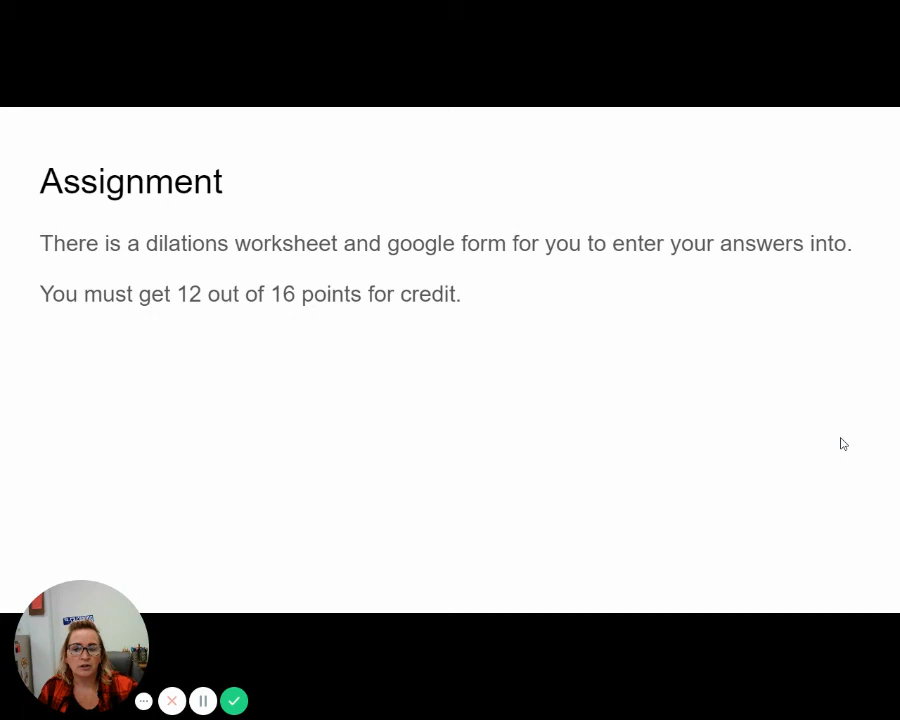 Assignment
There is a dilations worksheet and google form for you to enter your answers into.
You must get 12 out of 16 points for credit.